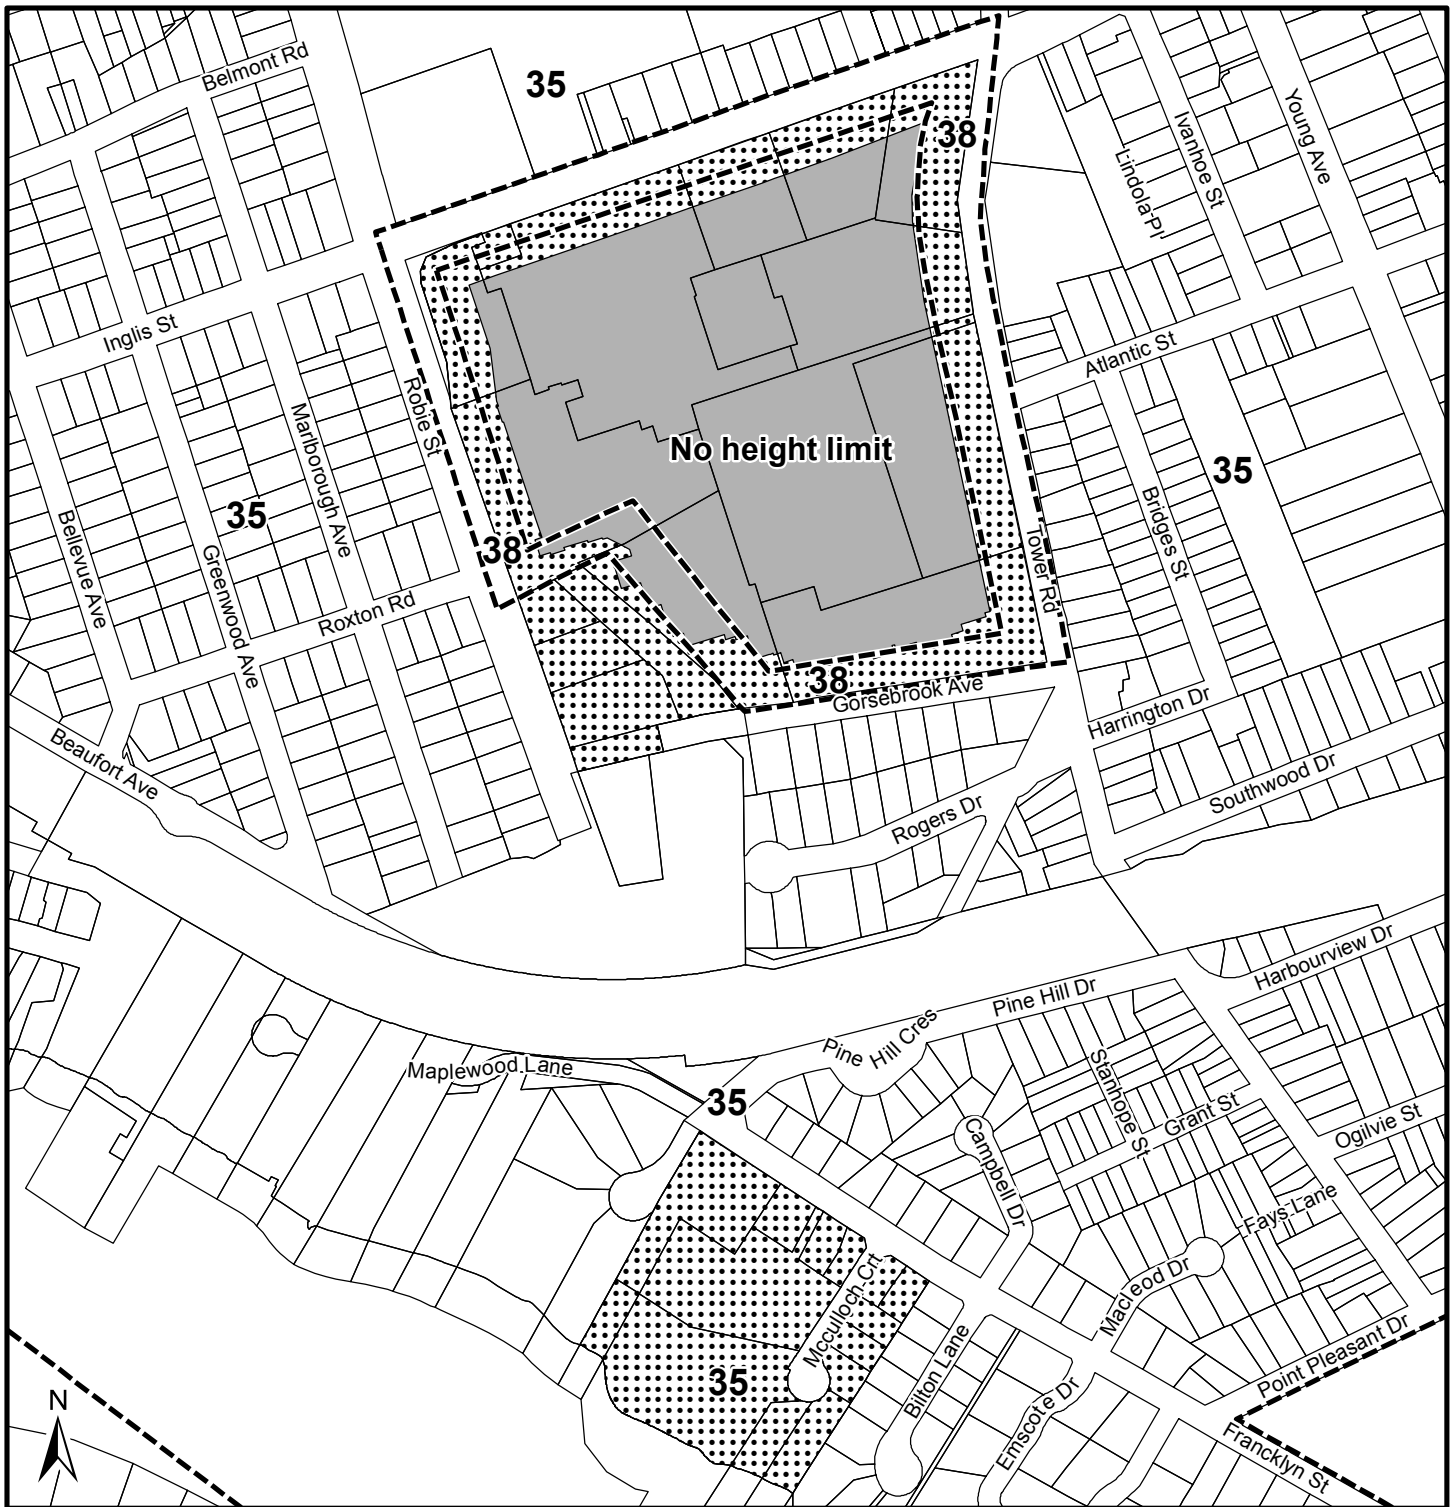 Belmont Rd
35
38
Young Ave
Ivanhoe St
Lindola Pl
Inglis St
Robie St
Marlborough Ave
Atlantic St
No height limit
35
35
Bellevue Ave
Greenwood Ave
38
Bridges St
Tower Rd
Roxton Rd
38
Gorsebrook Ave
Harrington Dr
Beaufort Ave
Southwood Dr
Rogers Dr
Harbourview Dr
Pine Hill Dr
Pine Hill Cres
Maplewood Lane
35
Stanhope St
Grant St
Ogilvie St
Campbell Dr
Fays Lane
Macleod Dr
Mcculloch Crt
35
Bilton Lane
Point Pleasant Dr
Emscote Dr
Francklyn St
N